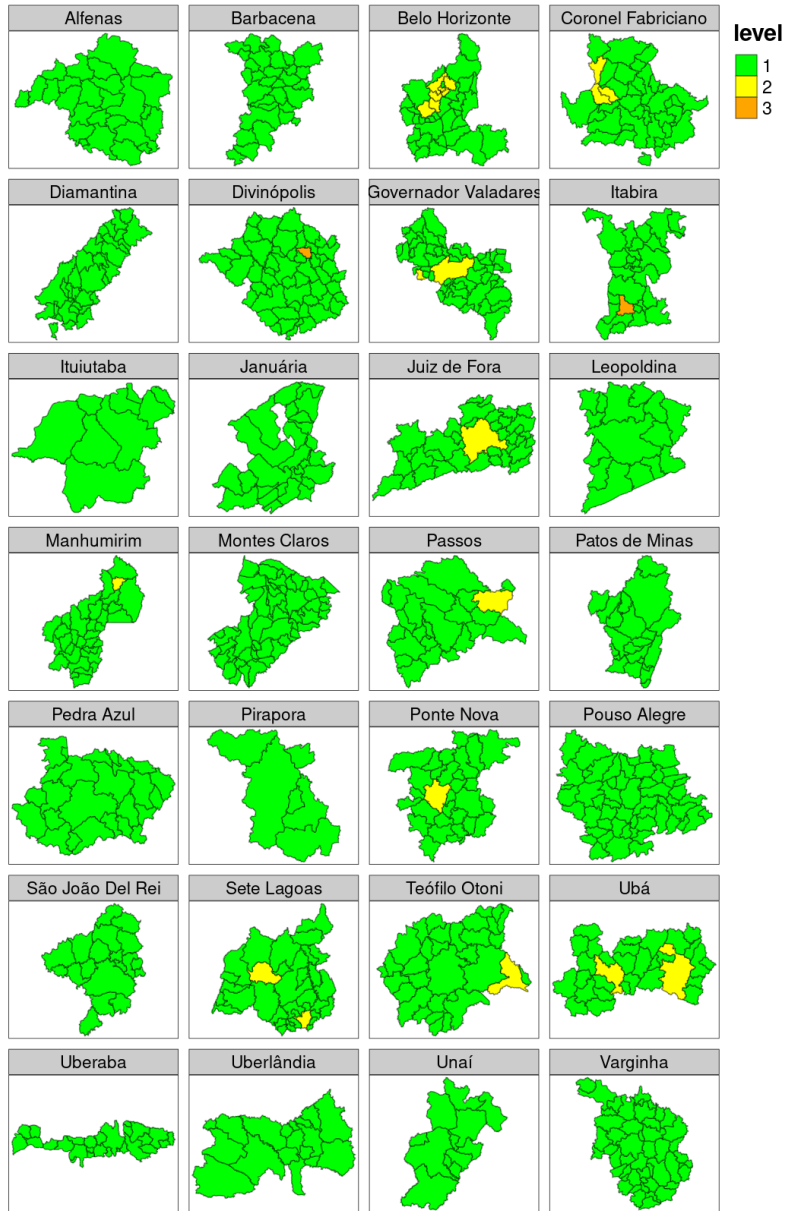 Alfenas
Barbacena
Belo Horizonte
Coronel Fabriciano
level
1
2
3
Diamantina
Divinópolis
Governador Valadares
Itabira
Ituiutaba
Januária
Juiz de Fora
Leopoldina
Manhumirim
Montes Claros
Passos
Patos de Minas
Pedra Azul
Pirapora
Ponte Nova
Pouso Alegre
São João Del Rei
Sete Lagoas
Teófilo Otoni
Ubá
Uberaba
Uberlândia
Unaí
Varginha